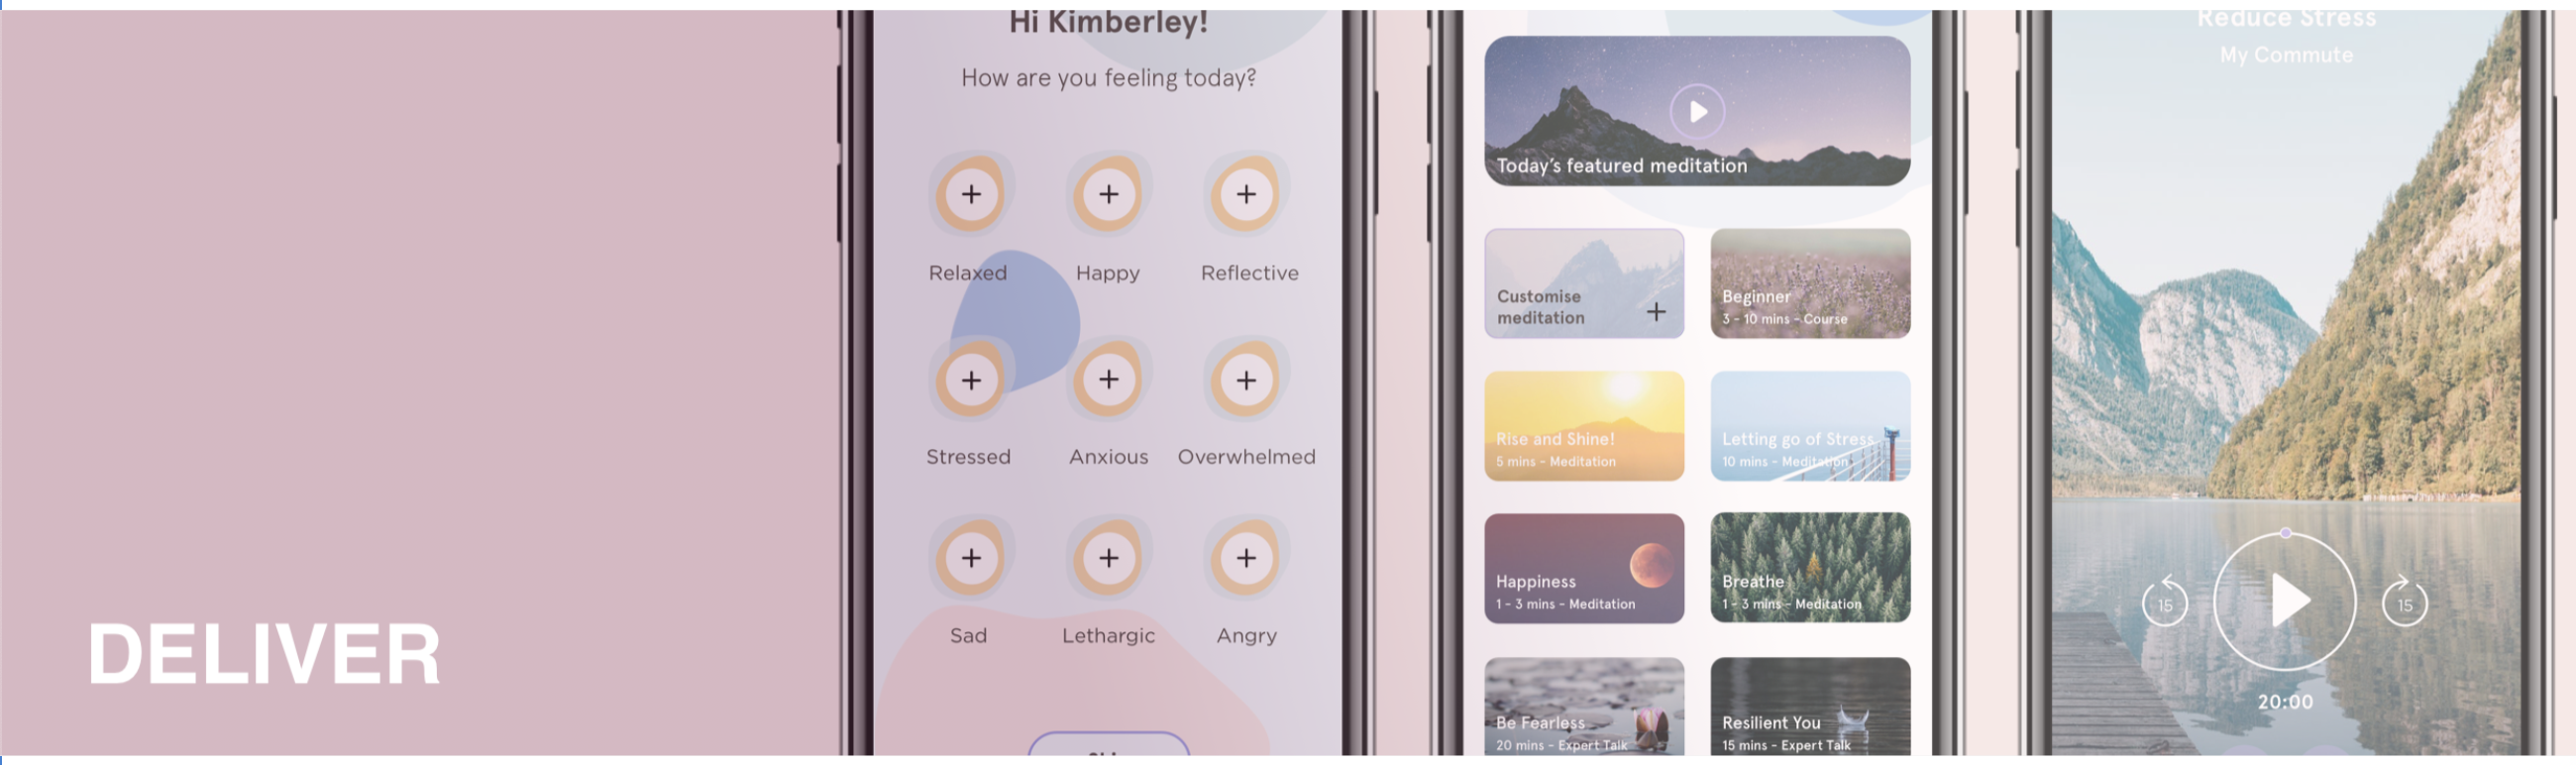 DELIVER
Hi Kimberley!
How are you feeling today?
Relaxed
Happy
Reflective
Stressed
Anxious
Overwhelmed
Sad
Lethargic
Angry
Today's featured meditation
Customise
meditation
Beginner
3 - 10 mins - Course
Rise and Shine!
5 mins - Meditation
Letting go of Stress
10 mins - Meditation
Happiness
1 - 3 mins - Meditation
Breathe
1 - 3 mins - Meditation
Be Fearless
20 mins - Expert Talk
Resilient You
15 mins - Expert Talk
Reduce Stress
My Commute
15
15
20:00